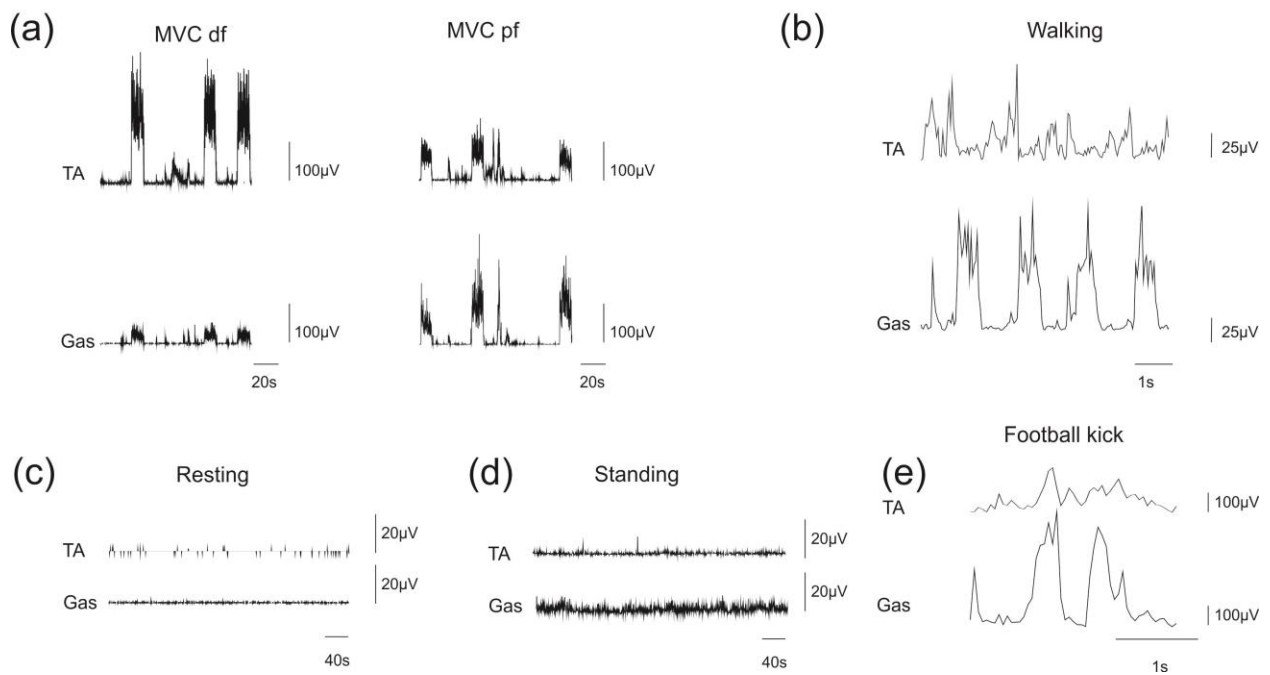 (a)
MVC df
MVC pf
TA
100µV
100µV
Gas
100µV
100µV
20s
20s
(b)
Walking
TA
25µV
Gas
25µV
1s
(c)
Resting
TA
20µV
Gas
20µV
40s
(d)
Standing
TA
20µV
Gas
20µV
40s
(e)
Football kick
TA
100µV
Gas
100µV
1s